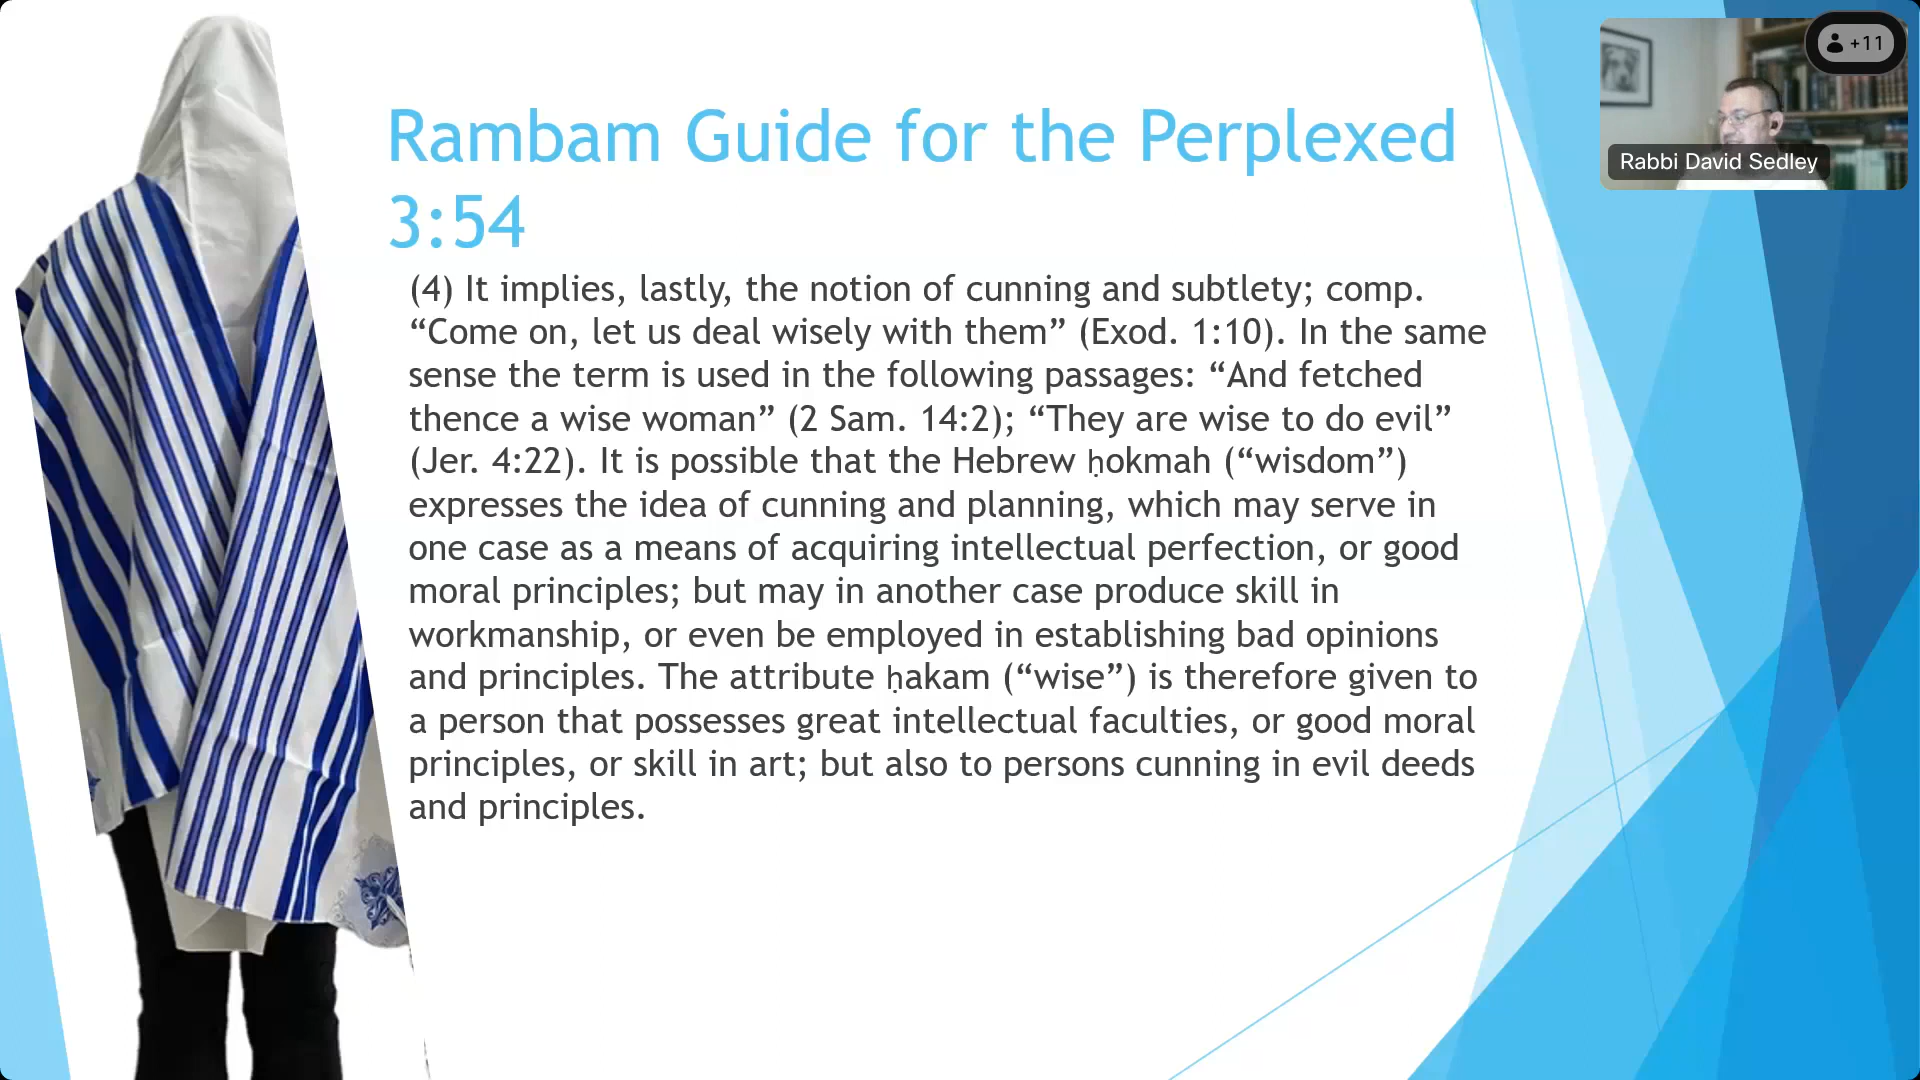 Rambam Guide for the Perplexed
3:54
(4) It implies, lastly, the notion of cunning and subtlety; comp.
“Come on, let us deal wisely with them” (Exod. 1:10). In the same
sense the term is used in the following passages: “And fetched
thence a wise woman” (2 Sam. 14:2); “They are wise to do evil”
(Jer. 4:22). It is possible that the Hebrew ḥokmah (“wisdom”)
expresses the idea of cunning and planning, which may serve in
one case as a means of acquiring intellectual perfection, or good
moral principles; but may in another case produce skill in
workmanship, or even be employed in establishing bad opinions
and principles. The attribute ḥakam (“wise”) is therefore given to
a person that possesses great intellectual faculties, or good moral
principles, or skill in art; but also to persons cunning in evil deeds
and principles.
+11
Rabbi David Sedley